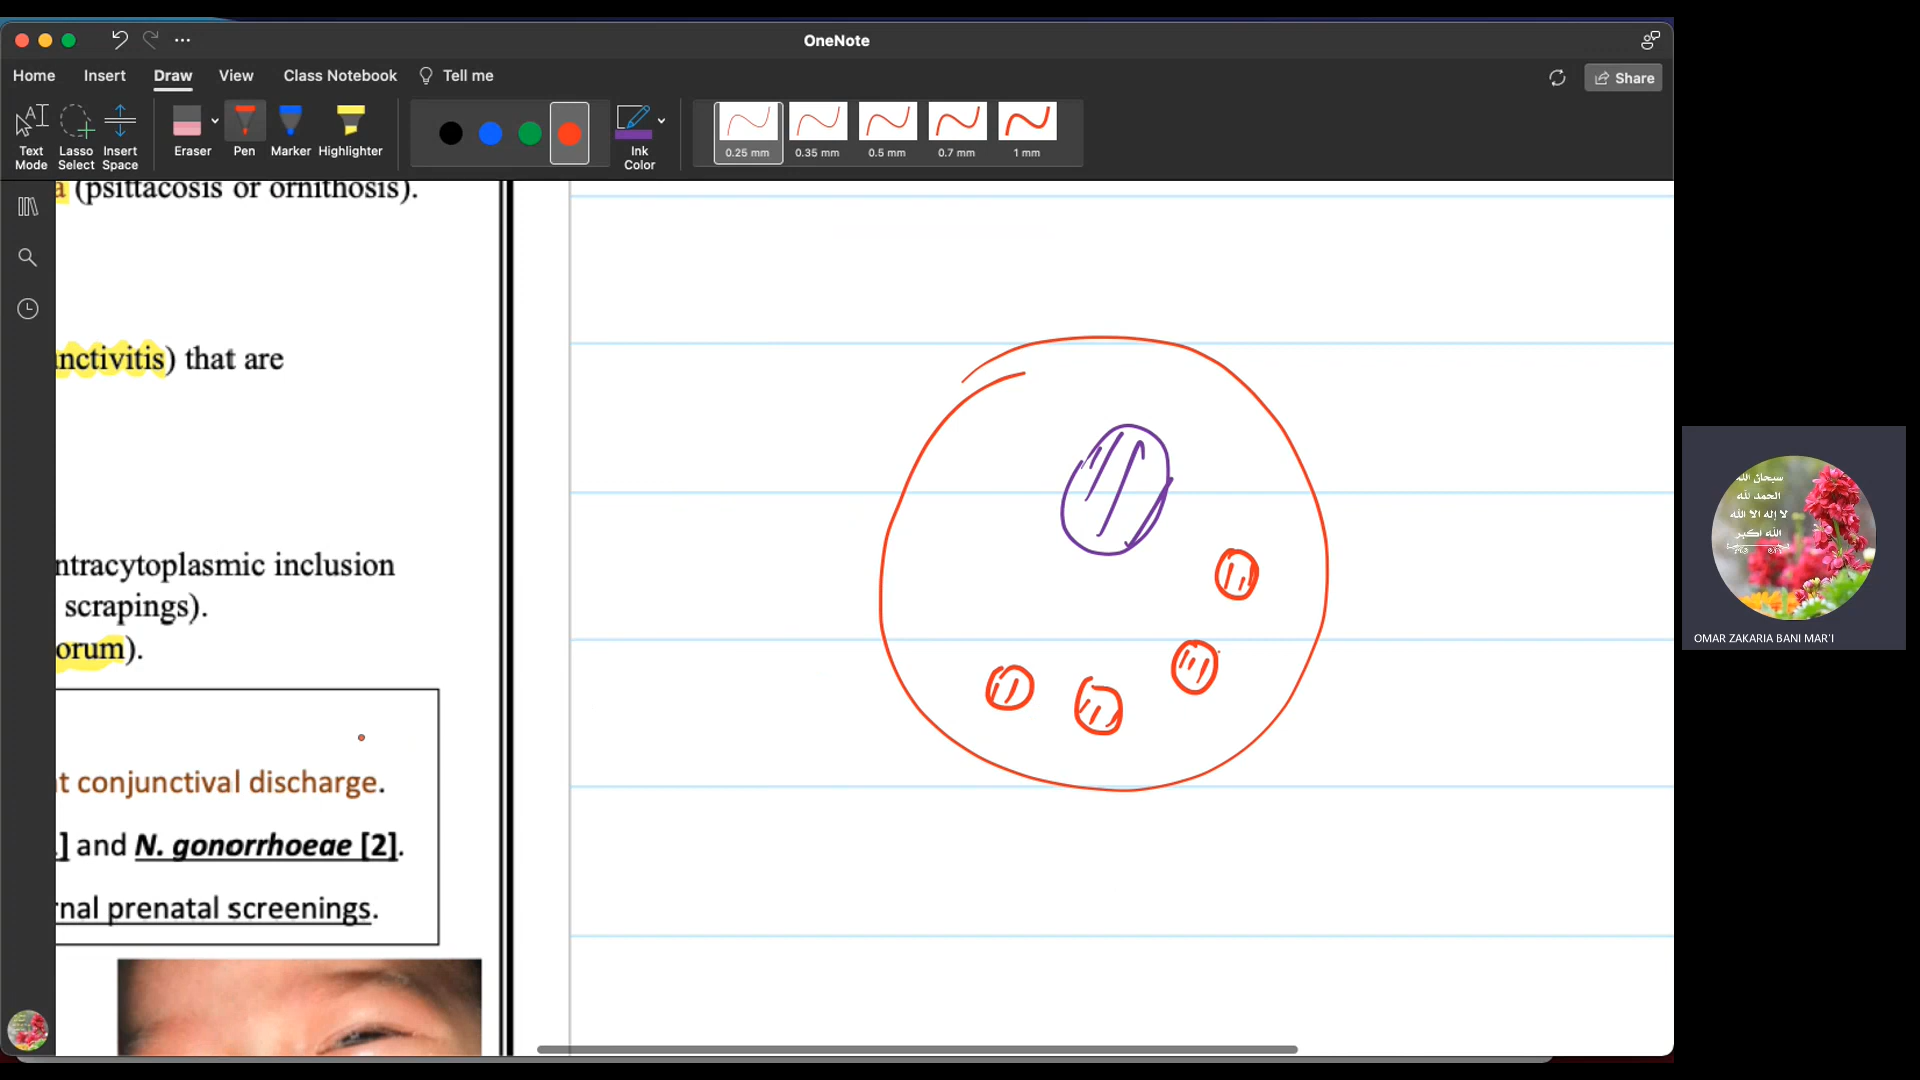 OneNote
Home Insert Draw View Class Notebook Tell me
Share
Text Mode
Lasso Select
Insert Space
Eraser
Pen
Marker
Highlighter
Ink Color
0.25 mm
0.35 mm
0.5 mm
0.7 mm
1 mm
a (psittacosis or ornithosis).
nctivitis) that are
ntracytoplasmic inclusion
scrapings).
orum).
t conjunctival discharge.
] and N. gonorrhoeae [2].
rnal prenatal screenings.
سبحان الله
الحمد لله
لا إله الا الله
الله اكبر
OMAR ZAKARIA BANI MAR'I